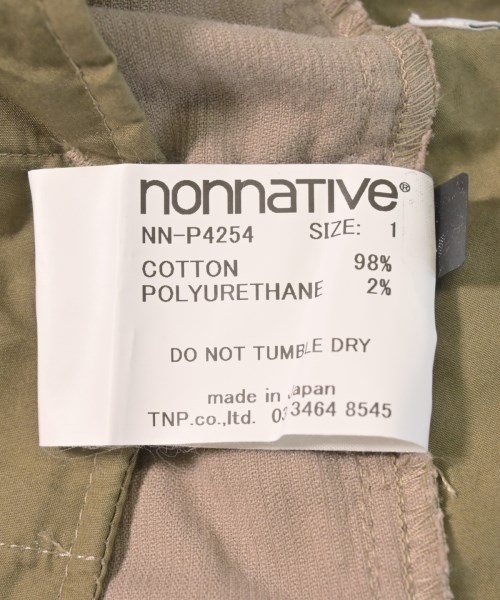 nonnative®
NN-P4254 SIZE: 1
COTTON 98%
POLYURETHANE 2%
DO NOT TUMBLE DRY
made in Japan
TNP.co.,ltd. 03 3464 8545